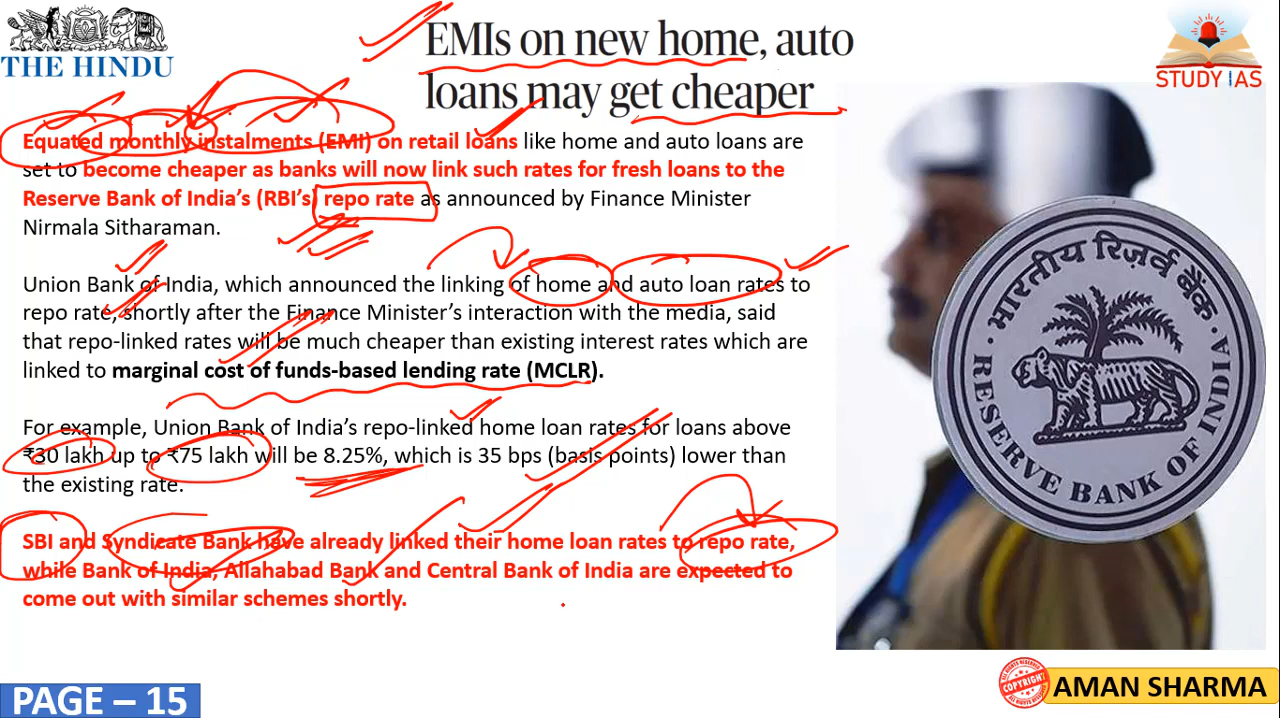 THE HINDU
EMIs on new home, auto
loans may get cheaper
STUDY IAS
Equated monthly instalments (EMI) on retail loans like home and auto loans are
set to become cheaper as banks will now link such rates for fresh loans to the
Reserve Bank of India's (RBI's) repo rate as announced by Finance Minister
Nirmala Sitharaman.
Union Bank of India, which announced the linking of home and auto loan rates to
repo rate, shortly after the Finance Minister's interaction with the media, said
that repo-linked rates will be much cheaper than existing interest rates which are
linked to marginal cost of funds-based lending rate (MCLR).
For example, Union Bank of India's repo-linked home loan rates for loans above
₹30 lakh up to ₹75 lakh will be 8.25%, which is 35 bps (basis points) lower than
the existing rate.
SBI and Syndicate Bank have already linked their home loan rates to repo rate,
while Bank of India, Allahabad Bank and Central Bank of India are expected to
come out with similar schemes shortly.
भारतीय रिज़र्व बैंक
RESERVE BANK OF INDIA
PAGE – 15
COPYRIGHT
AMAN SHARMA